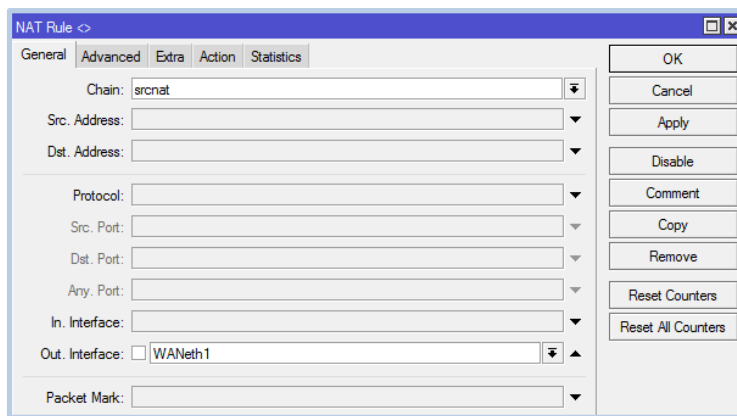 NAT Rule <>
General Advanced Extra Action Statistics
OK
Chain: srcnat
Cancel
Src. Address:
Apply
Dst. Address:
Disable
Protocol:
Comment
Src. Port:
Copy
Dst. Port:
Remove
Any. Port:
Reset Counters
In. Interface:
Reset All Counters
Out. Interface: WANeth1
Packet Mark: